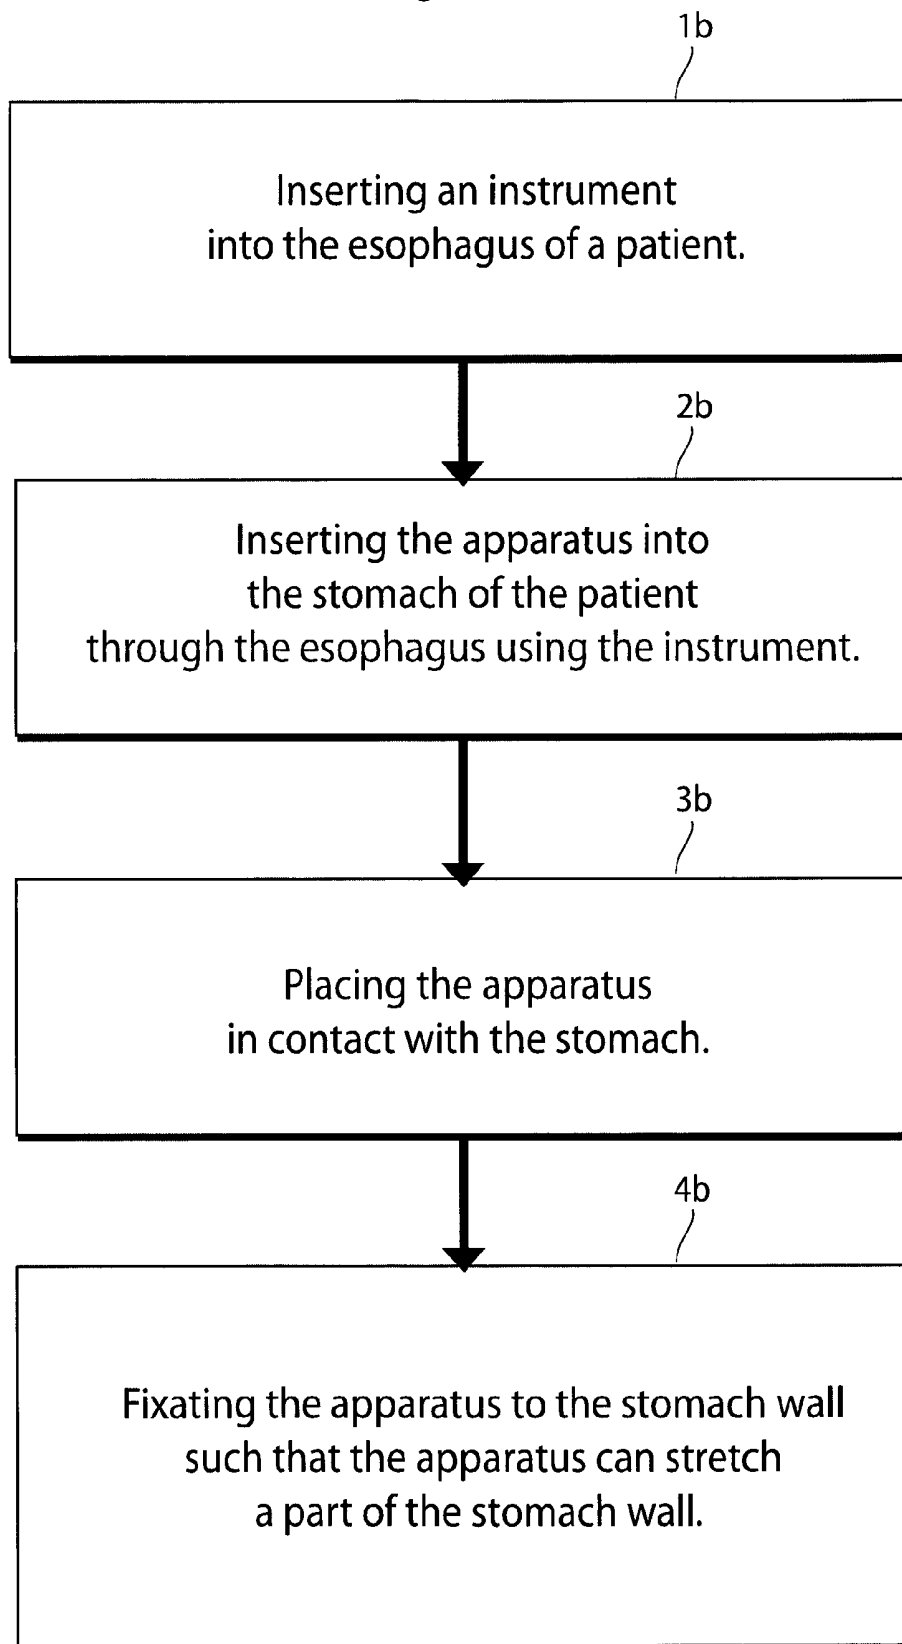 1b
Inserting an instrument
into the esophagus of a patient.
2b
Inserting the apparatus into
the stomach of the patient
through the esophagus using the instrument.
3b
Placing the apparatus
in contact with the stomach.
4b
Fixating the apparatus to the stomach wall
such that the apparatus can stretch
a part of the stomach wall.